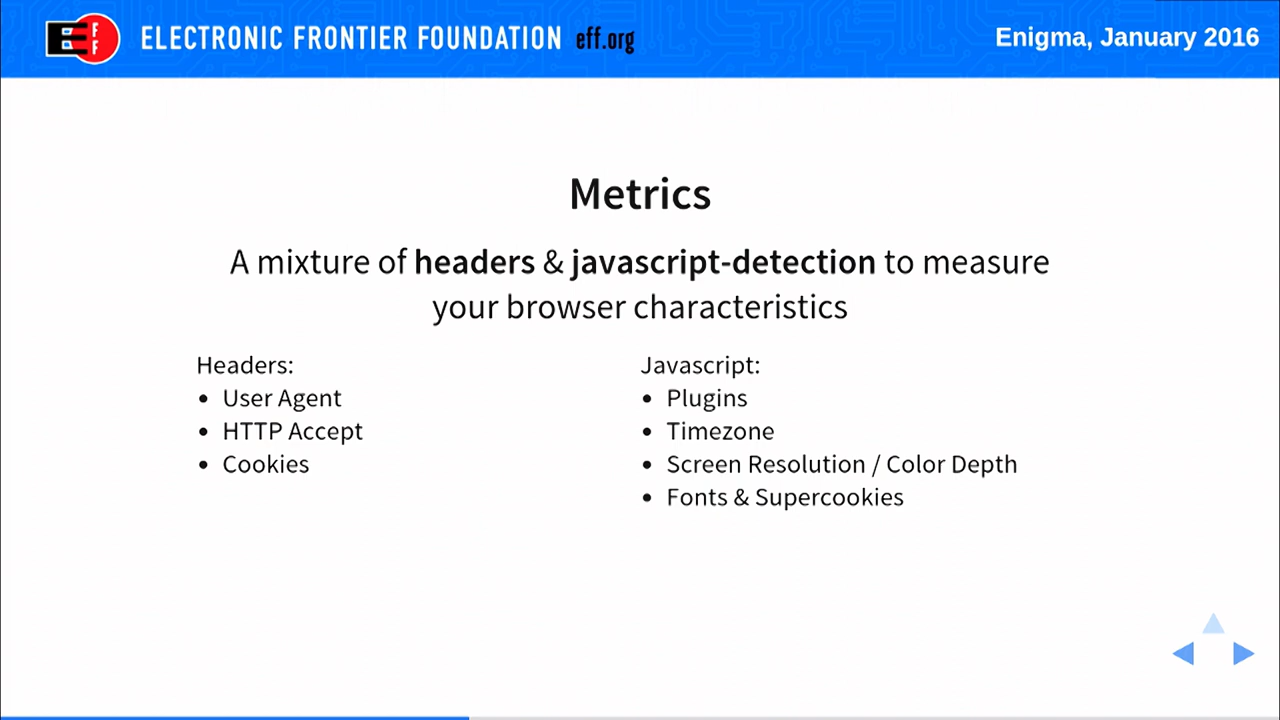 EFF
ELECTRONIC FRONTIER FOUNDATION eff.org
Enigma, January 2016
Metrics
A mixture of headers & javascript-detection to measure
your browser characteristics
Headers:
• User Agent
• HTTP Accept
• Cookies
Javascript:
• Plugins
• Timezone
• Screen Resolution / Color Depth
• Fonts & Supercookies